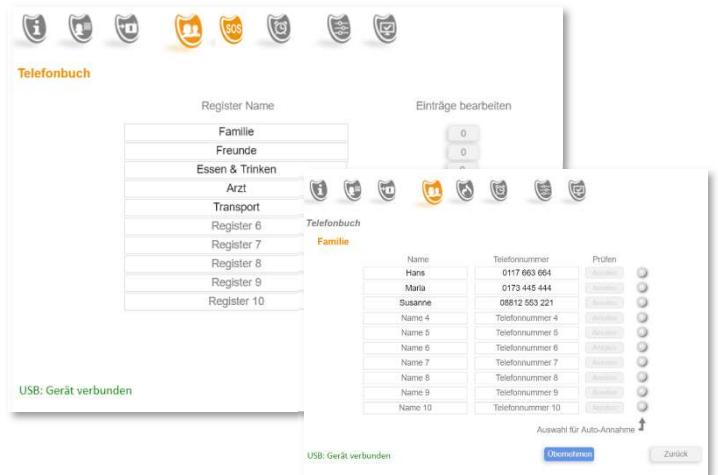 SOS
Telefonbuch
Register Name Einträge bearbeiten
Familie 0
Freunde 0
Essen & Trinken 0
Arzt
Transport
Register 6
Register 7
Register 8
Register 9
Register 10
USB: Gerät verbunden
Telefonbuch
Familie
Name Telefonnummer Prüfen
Hans 0117 663 664
Maria 0173 445 444
Susanne 08812 553 221
Name 4 Telefonnummer 4
Name 5 Telefonnummer 5
Name 6 Telefonnummer 6
Name 7 Telefonnummer 7
Name 8 Telefonnummer 8
Name 9 Telefonnummer 9
Name 10 Telefonnummer 10
Auswahl für Auto-Annahme
USB: Gerät verbunden Übernehmen Zurück